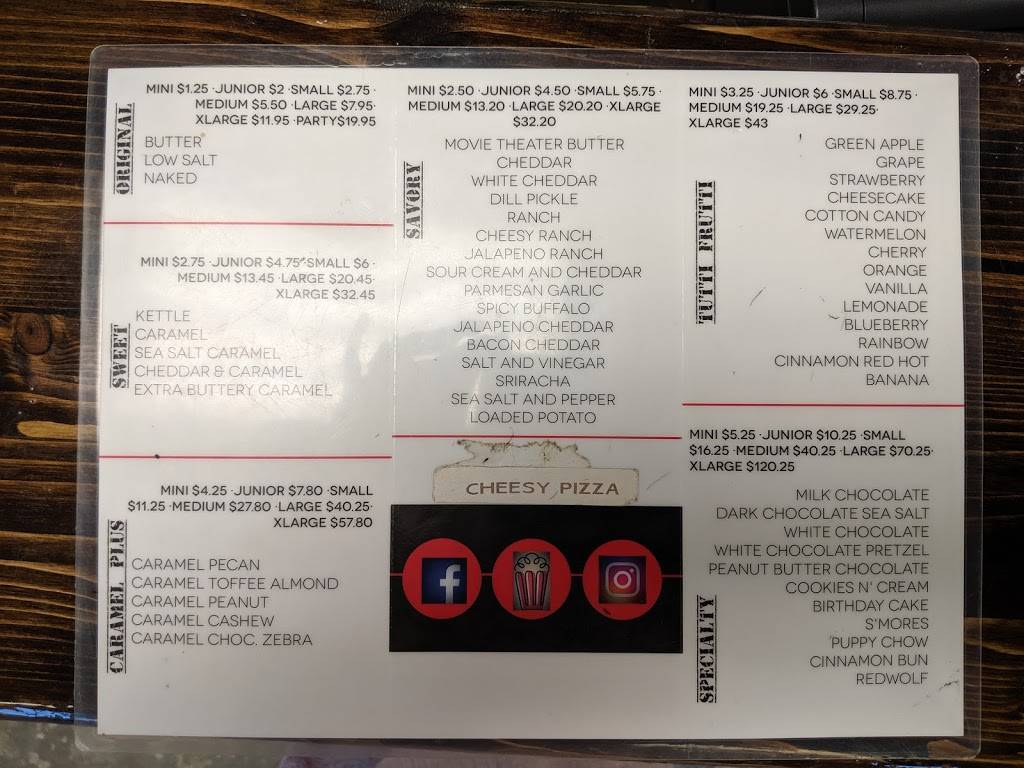 ORIGINAL
MINI $1.25 ·JUNIOR $2 ·SMALL $2.75 ·
MEDIUM $5.50 ·LARGE $7.95·
XLARGE $11.95 ·PARTY$19.95
BUTTER
LOW SALT
NAKED
SWEET
MINI $2.75 ·JUNIOR $4.75·SMALL $6 ·
MEDIUM $13.45 ·LARGE $20.45·
XLARGE $32.45
KETTLE
CARAMEL
SEA SALT CARAMEL
CHEDDAR & CARAMEL
EXTRA BUTTERY CARAMEL
CARAMEL PLUS
MINI $4.25 ·JUNIOR $7.80 ·SMALL
$11.25 ·MEDIUM $27.80 ·LARGE $40.25·
XLARGE $57.80
CARAMEL PECAN
CARAMEL TOFFEE ALMOND
CARAMEL PEANUT
CARAMEL CASHEW
CARAMEL CHOC. ZEBRA
SAVORY
MINI $2.50 ·JUNIOR $4.50 ·SMALL $5.75 ·
MEDIUM $13.20 ·LARGE $20.20 ·XLARGE
$32.20
MOVIE THEATER BUTTER
CHEDDAR
WHITE CHEDDAR
DILL PICKLE
RANCH
CHEESY RANCH
JALAPENO RANCH
SOUR CREAM AND CHEDDAR
PARMESAN GARLIC
SPICY BUFFALO
JALAPENO CHEDDAR
BACON CHEDDAR
SALT AND VINEGAR
SRIRACHA
SEA SALT AND PEPPER
LOADED POTATO
CHEESY PIZZA
f
TUTTI FRUTTI
MINI $3.25 ·JUNIOR $6 ·SMALL $8.75 ·
MEDIUM $19.25 ·LARGE $29.25·
XLARGE $43
GREEN APPLE
GRAPE
STRAWBERRY
CHEESECAKE
COTTON CANDY
WATERMELON
CHERRY
ORANGE
VANILLA
LEMONADE
BLUEBERRY
RAINBOW
CINNAMON RED HOT
BANANA
SPECIALTY
MINI $5.25 ·JUNIOR $10.25 ·SMALL
$16.25 ·MEDIUM $40.25 ·LARGE $70.25·
XLARGE $120.25
MILK CHOCOLATE
DARK CHOCOLATE SEA SALT
WHITE CHOCOLATE
WHITE CHOCOLATE PRETZEL
PEANUT BUTTER CHOCOLATE
COOKIES N' CREAM
BIRTHDAY CAKE
S'MORES
PUPPY CHOW
CINNAMON BUN
REDWOLF